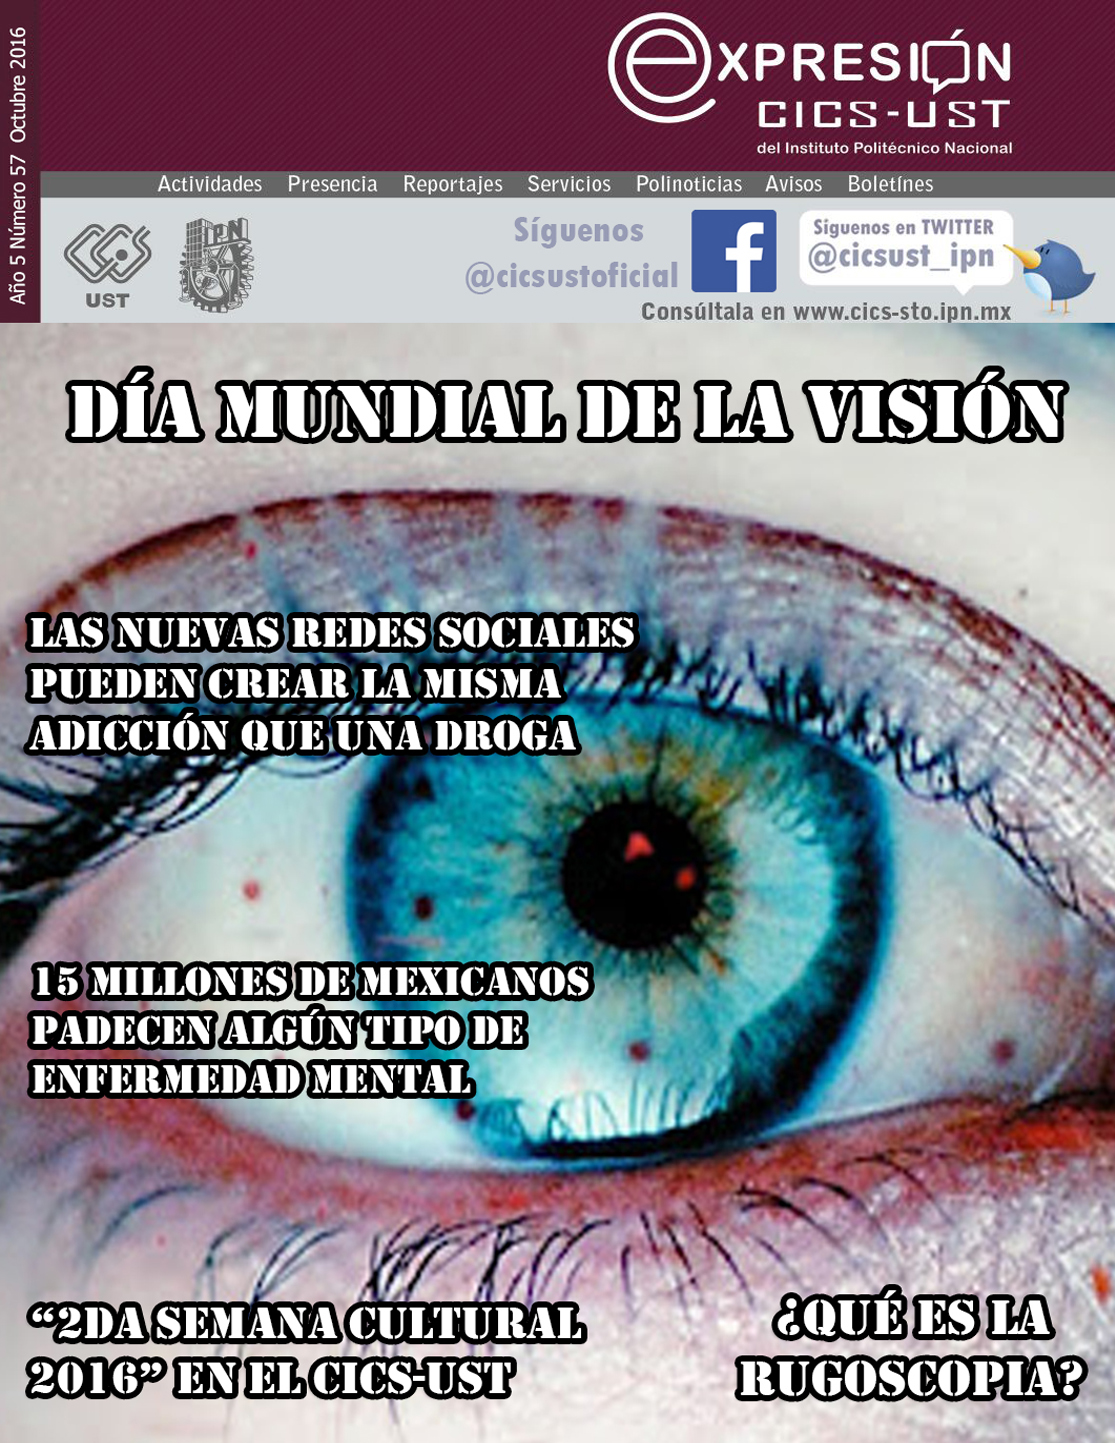 Año 5 Número 57 Octubre 2016
eXPRESIÓN
CICS-UST
del Instituto Politécnico Nacional
Actividades Presencia Reportajes Servicios Polinoticias Avisos Boletínes
UST
IPN
Síguenos
@cicsustoficial
f
Síguenos en TWITTER
@cicsust_ipn
Consúltala en www.cics-sto.ipn.mx
DÍA MUNDIAL DE LA VISIÓN
LAS NUEVAS REDES SOCIALES
PUEDEN CREAR LA MISMA
ADICCIÓN QUE UNA DROGA
15 MILLONES DE MEXICANOS
PADECEN ALGÚN TIPO DE
ENFERMEDAD MENTAL
“2DA SEMANA CULTURAL
2016” EN EL CICS-UST
¿QUÉ ES LA
RUGOSCOPIA?